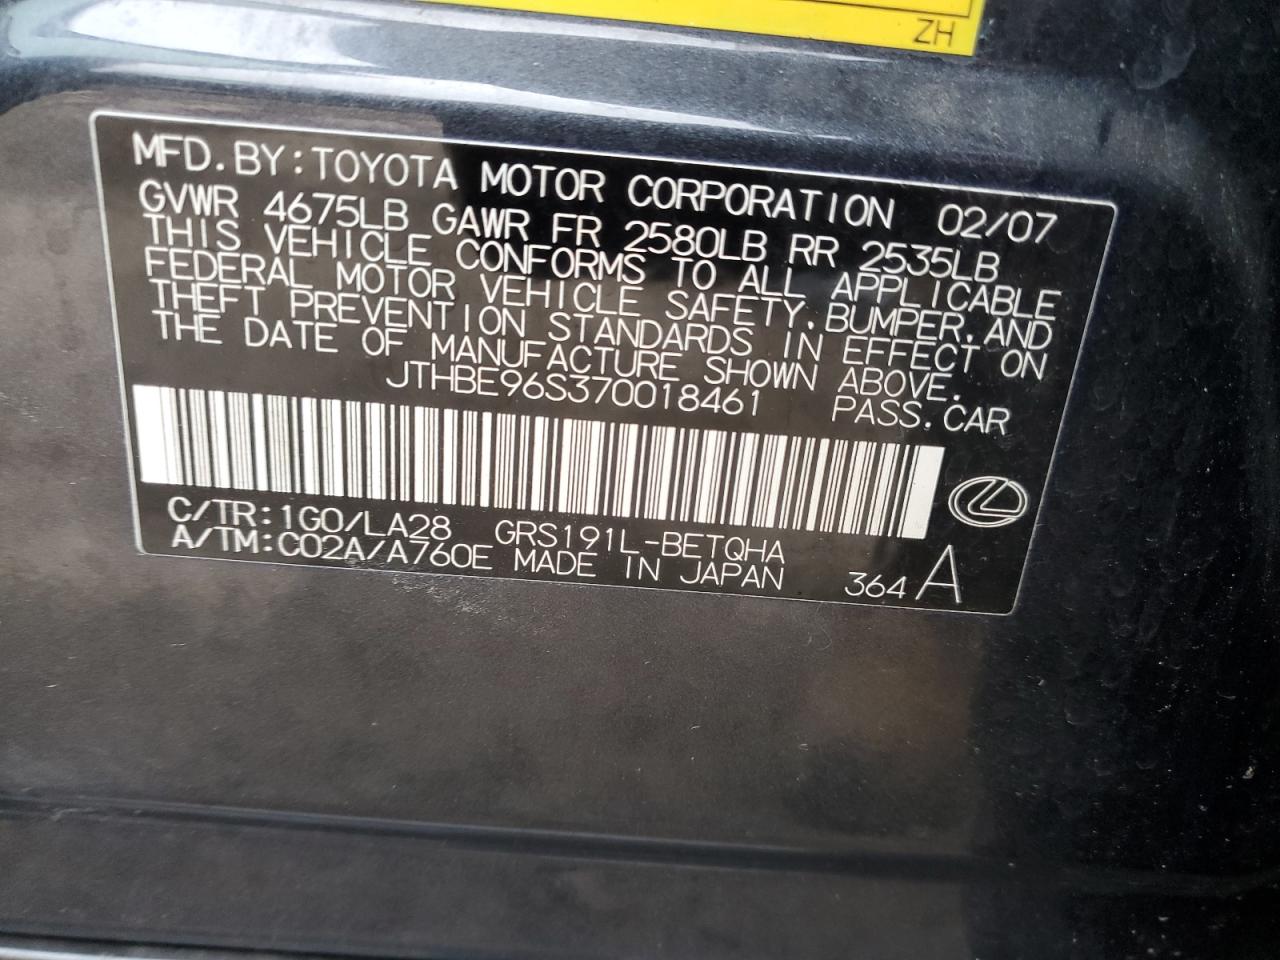 ZH
MFD.BY:TOYOTA MOTOR CORPORATION 02/07
GVWR 4675LB GAWR FR 2580LB RR 2535LB
THIS VEHICLE CONFORMS TO ALL APPLICABLE
FEDERAL MOTOR VEHICLE SAFETY,BUMPER,AND
THEFT PREVENTION STANDARDS IN EFFECT ON
THE DATE OF MANUFACTURE SHOWN ABOVE.
JTHBE96S370018461 PASS.CAR
C/TR:1G0/LA28 GRS191L-BETQHA
A/TM:C02A/A760E MADE IN JAPAN 364 A